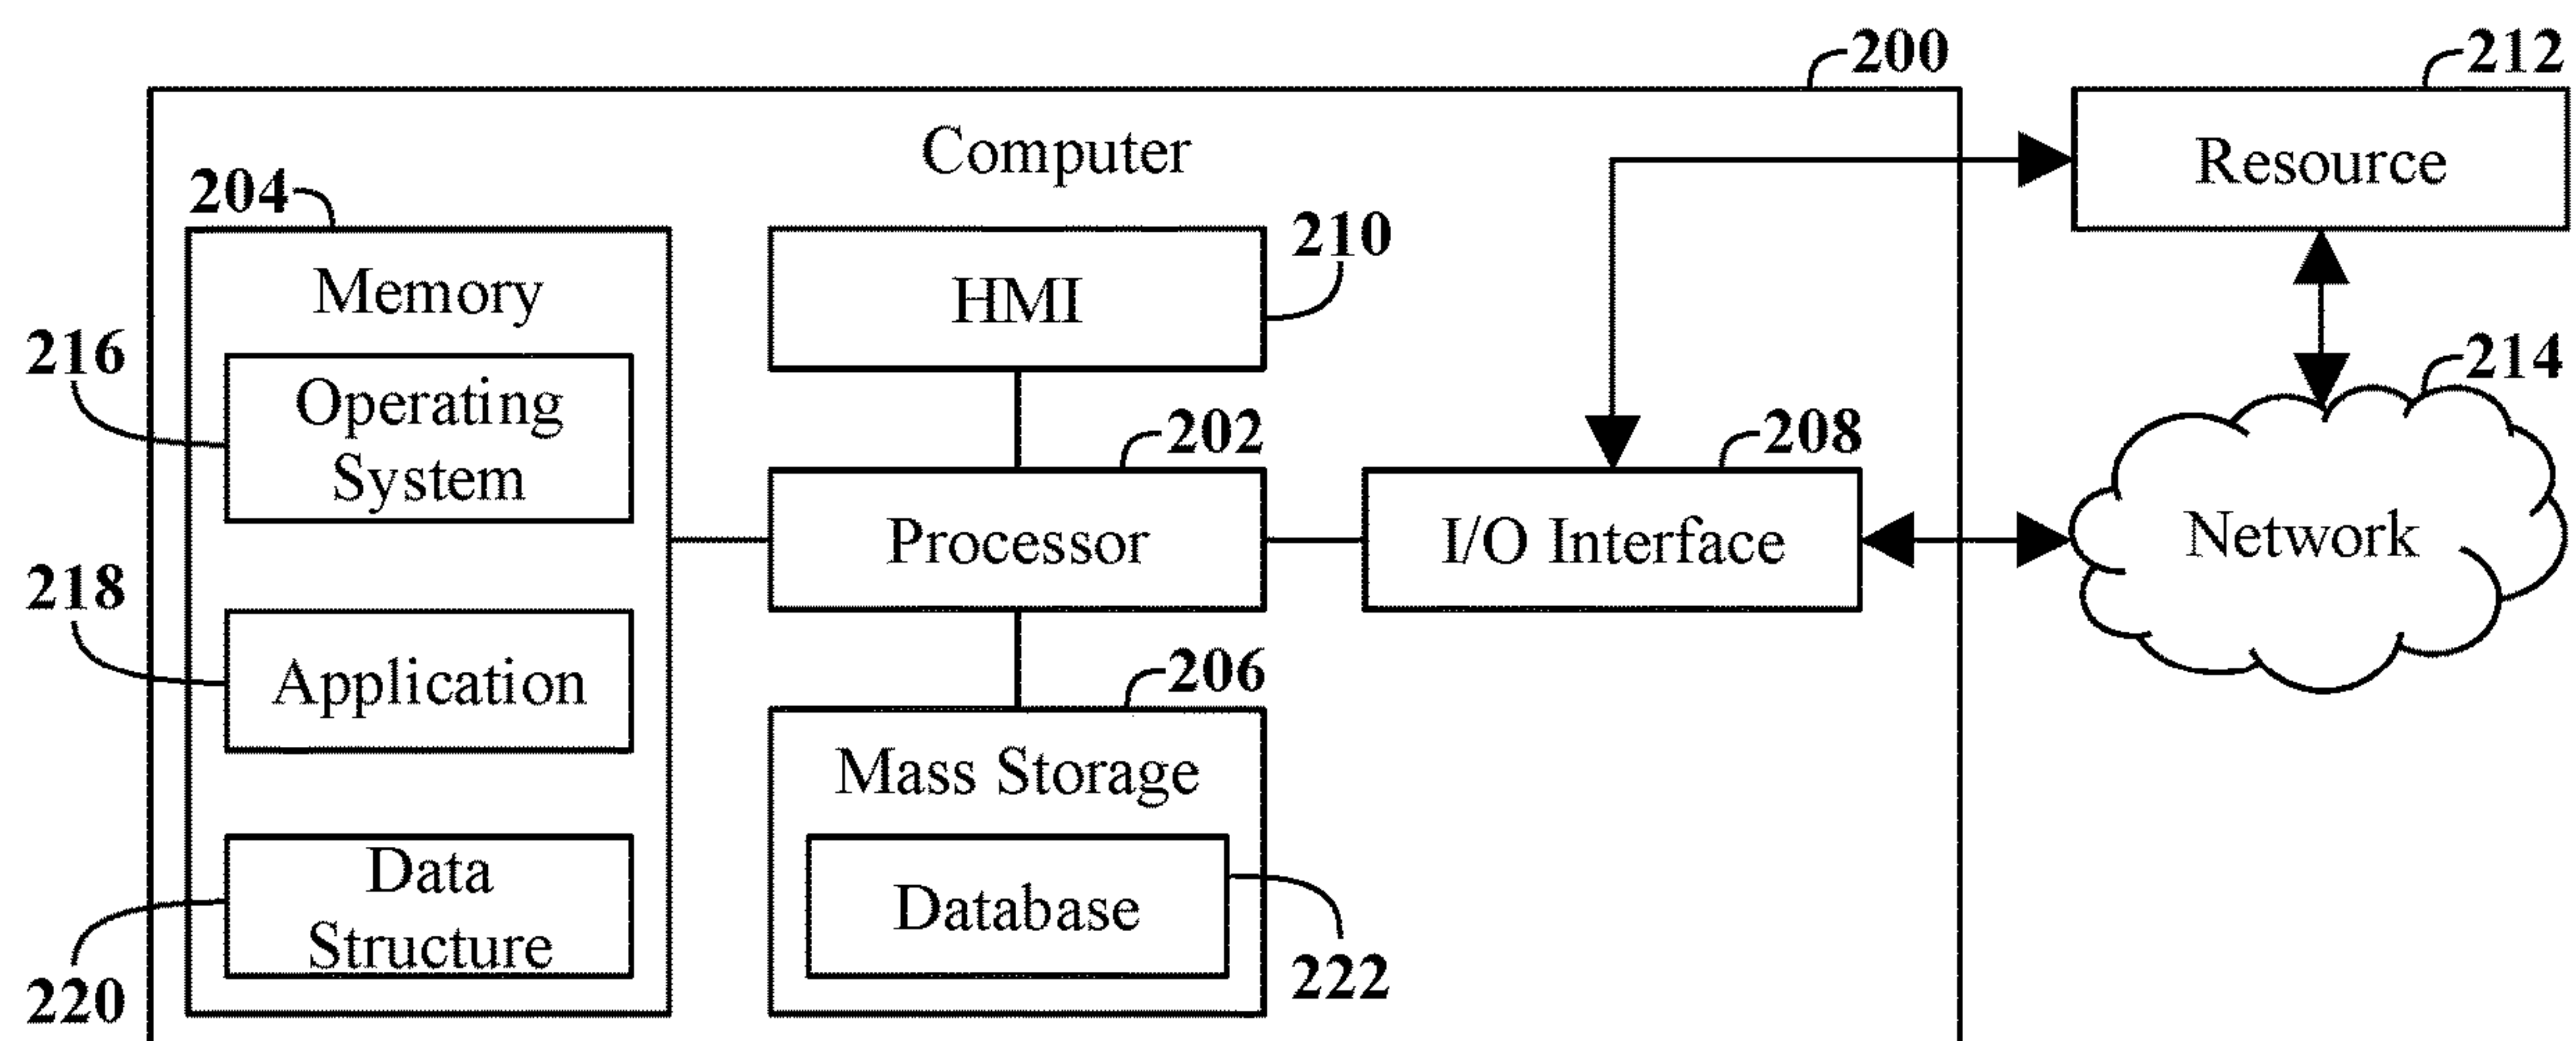 200
212
Computer
Resource
204
210
Memory
HMI
216
214
Operating
System
202
208
Processor
I/O Interface
Network
218
Application
206
Mass Storage
Data
Structure
Database
220
222